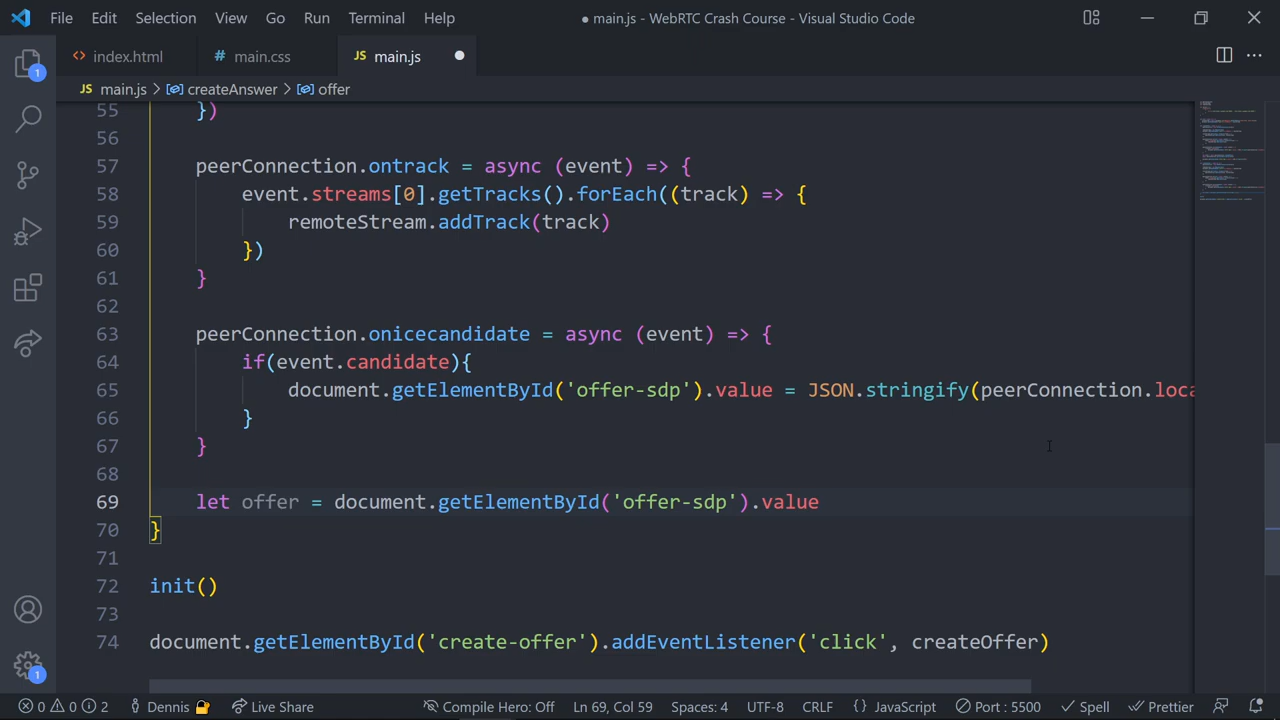 File Edit Selection View Go Run Terminal Help ● main.js - WebRTC Crash Course - Visual Studio Code
<> index.html # main.css JS main.js ●
JS main.js > createAnswer > offer
55 })
56
57 peerConnection.ontrack = async (event) => {
58 event.streams[0].getTracks().forEach((track) => {
59 remoteStream.addTrack(track)
60 })
61 }
62
63 peerConnection.onicecandidate = async (event) => {
64 if(event.candidate){
65 document.getElementById('offer-sdp').value = JSON.stringify(peerConnection.loca
66 }
67 }
68
69 let offer = document.getElementById('offer-sdp').value
70 }
71
72 init()
73
74 document.getElementById('create-offer').addEventListener('click', createOffer)
1
1
0 0 2 Dennis Live Share Compile Hero: Off Ln 69, Col 59 Spaces: 4 UTF-8 CRLF {} JavaScript Port : 5500 Spell Prettier